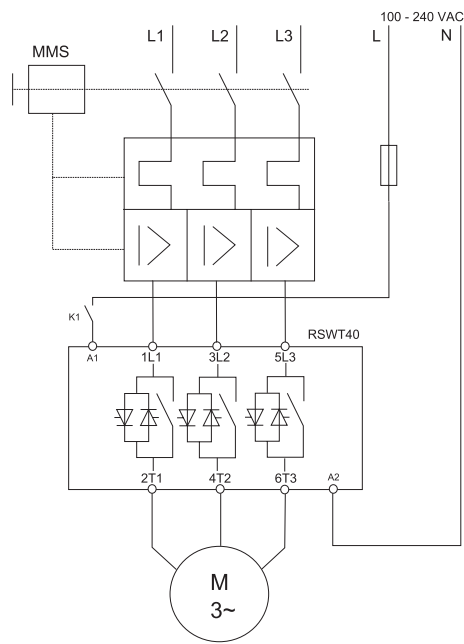 100 - 240 VAC
L1 L2 L3 L N
MMS
K1
RSWT40
A1 1L1 3L2 5L3
2T1 4T2 6T3 A2
M
3~